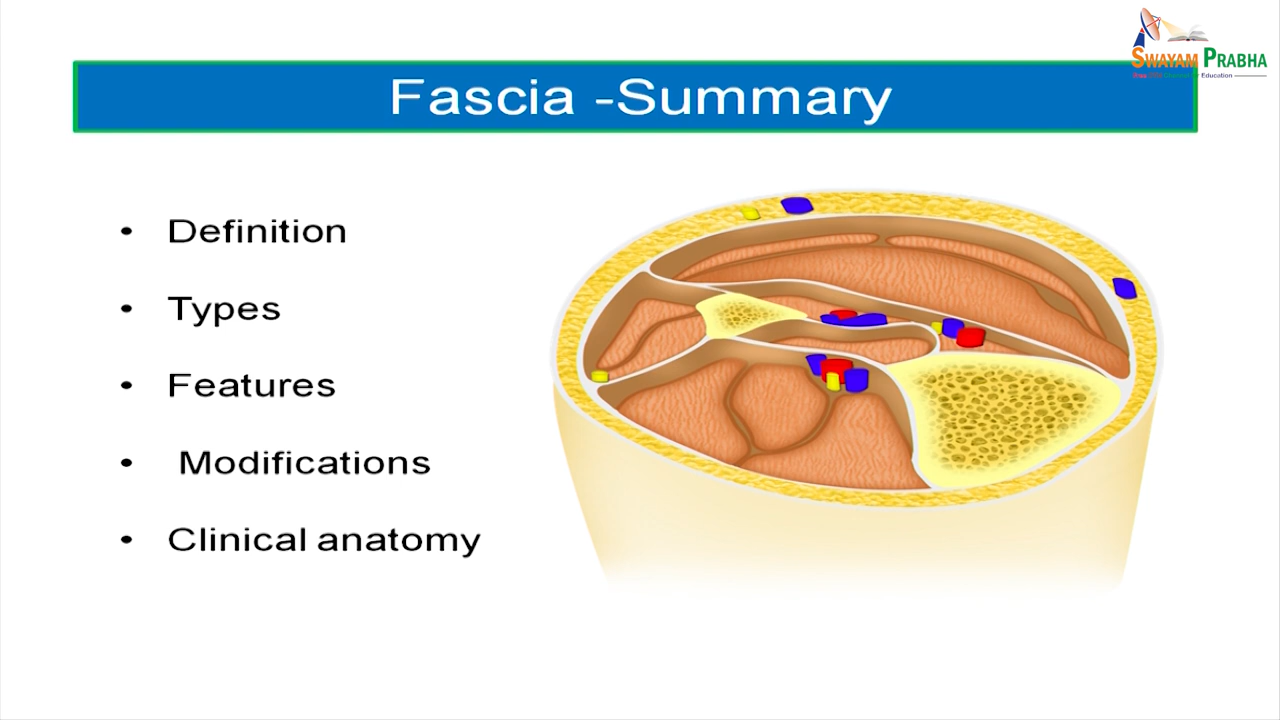 SWAYAM PRABHA
Fascia -Summary
• Definition
• Types
• Features
• Modifications
• Clinical anatomy